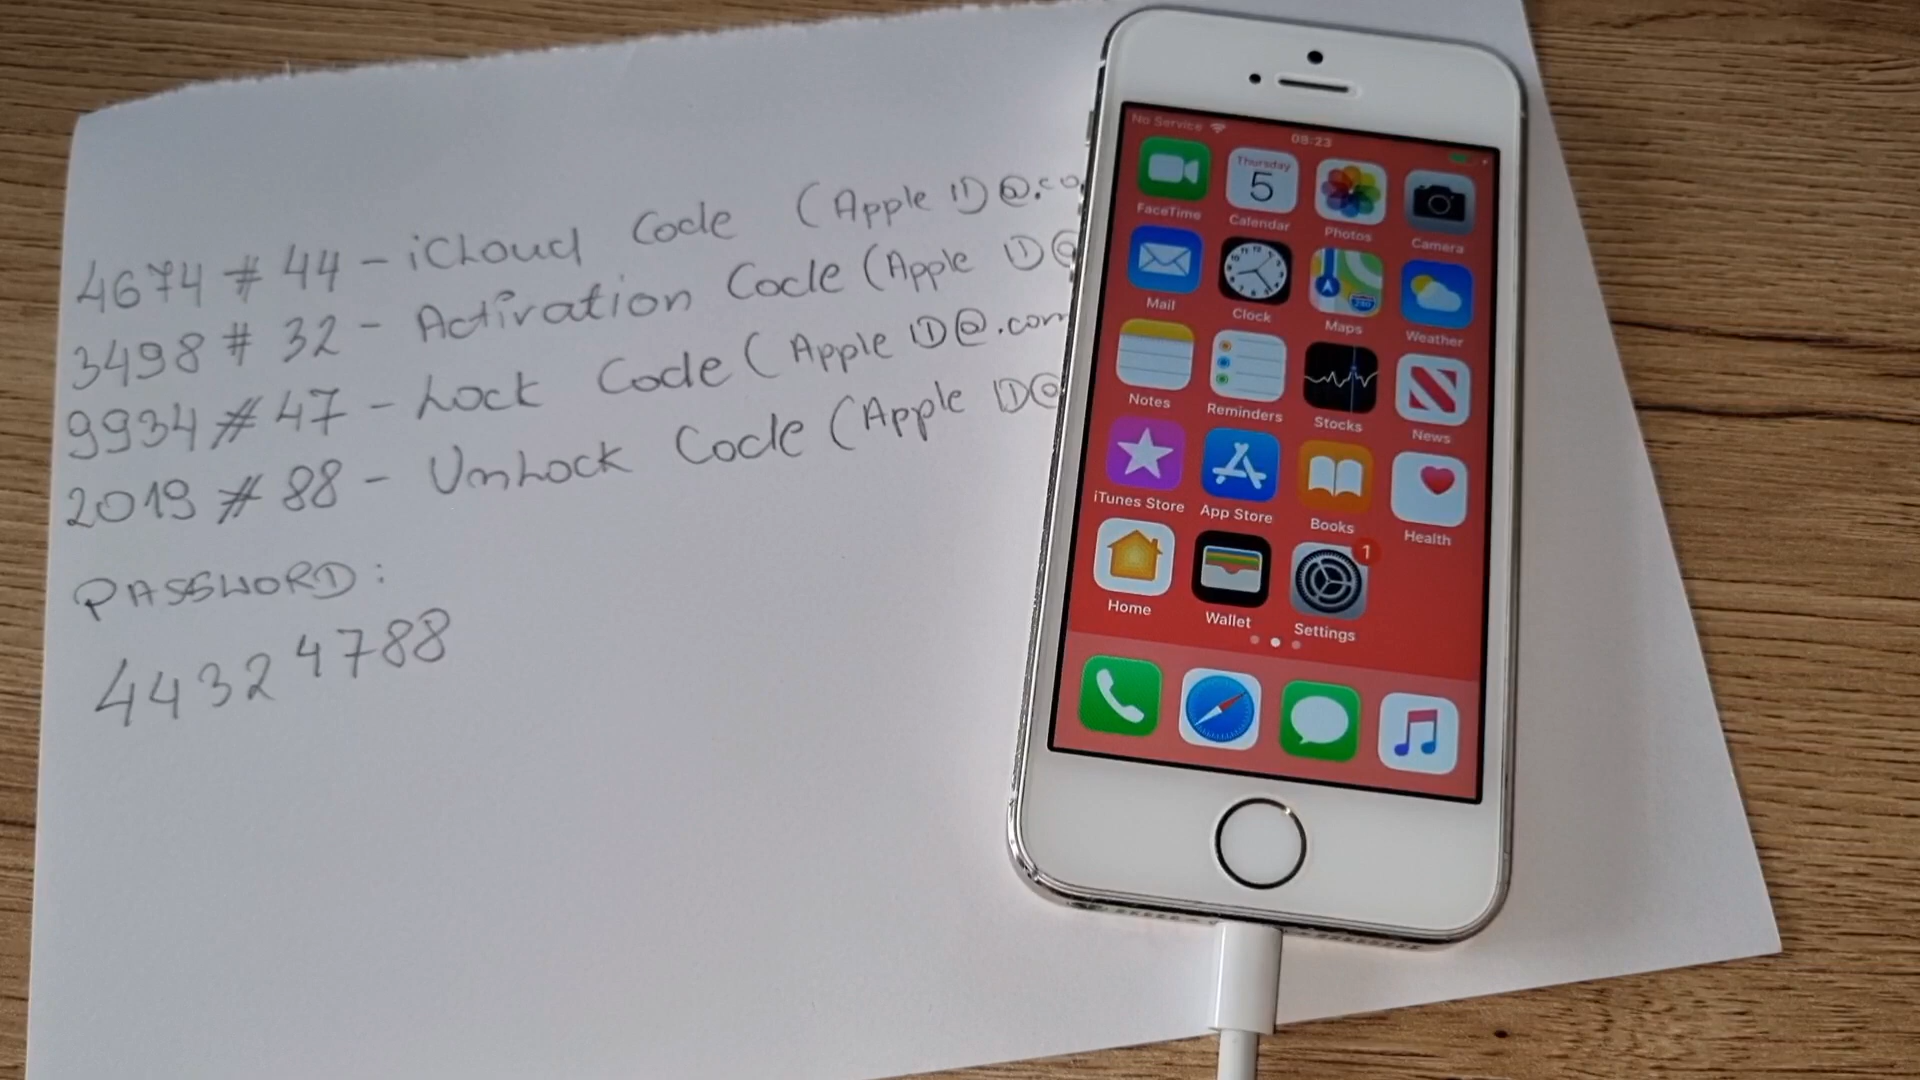 4674 # 44 - iCloud Code (Apple ID@.co
3498 # 32 - Activation Code (Apple ID@
9934 # 47 - Lock Code (Apple ID@.com
2019 # 88 - UnLock Code (Apple ID@
PASSWORD:
44324788
No Service 08:23
Thursday
5
FaceTime Calendar Photos Camera
Mail Clock Maps Weather
Notes Reminders Stocks News
iTunes Store App Store Books Health
1
Home Wallet Settings